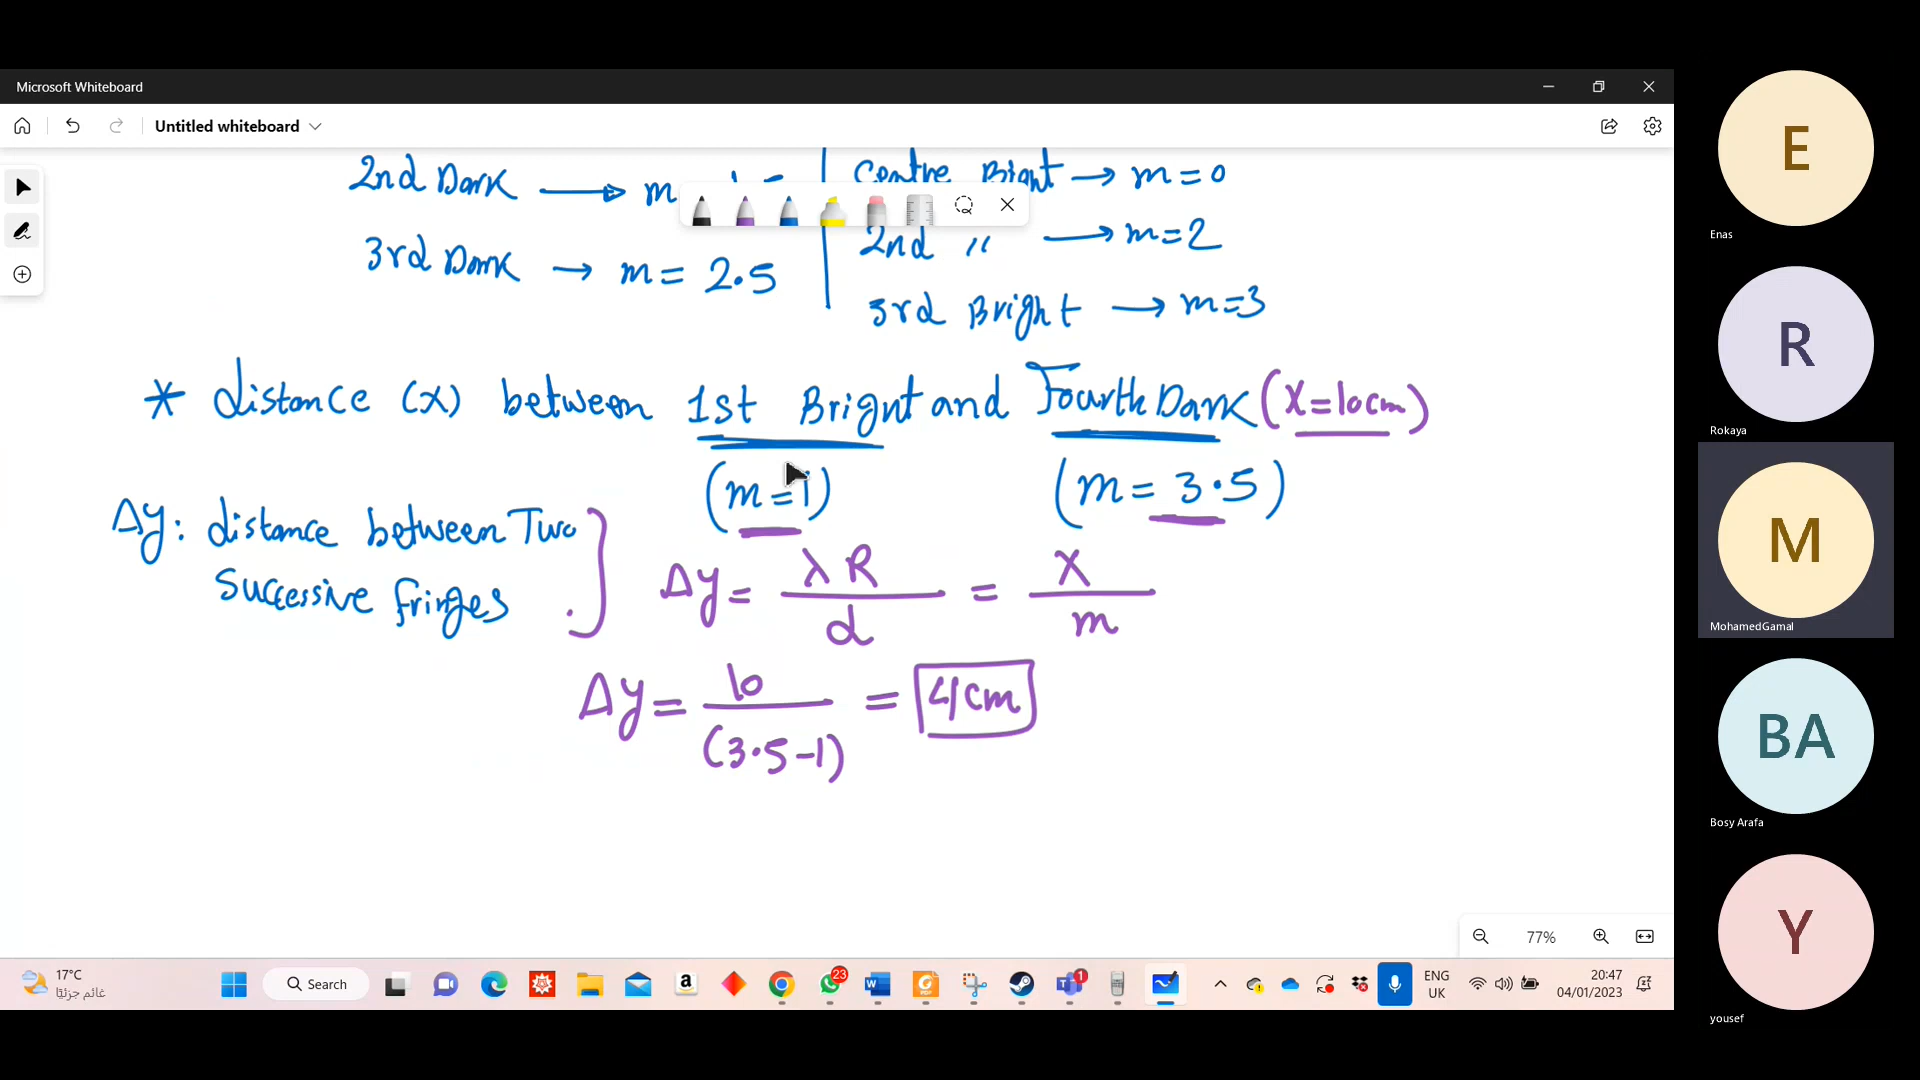 Microsoft Whiteboard
Untitled whiteboard
2nd Dark → m
Centre Bright → m=0
3rd Dark → m= 2.5
2nd " → m=2
3rd Bright → m=3
* distance (x) between 1st Bright and Fourth Dark (X=10cm)
(m=1) (m= 3.5)
Δy: distance between Two
Successive fringes
Δy= λR/d = X/m
Δy= 10/(3.5-1) = 4cm
77%
E
Enas
R
Rokaya
M
MohamedGamal
BA
Bosy Arafa
Y
yousef
17°C
غائم جزئيًا
Search
23
1
ENG
UK
20:47
04/01/2023